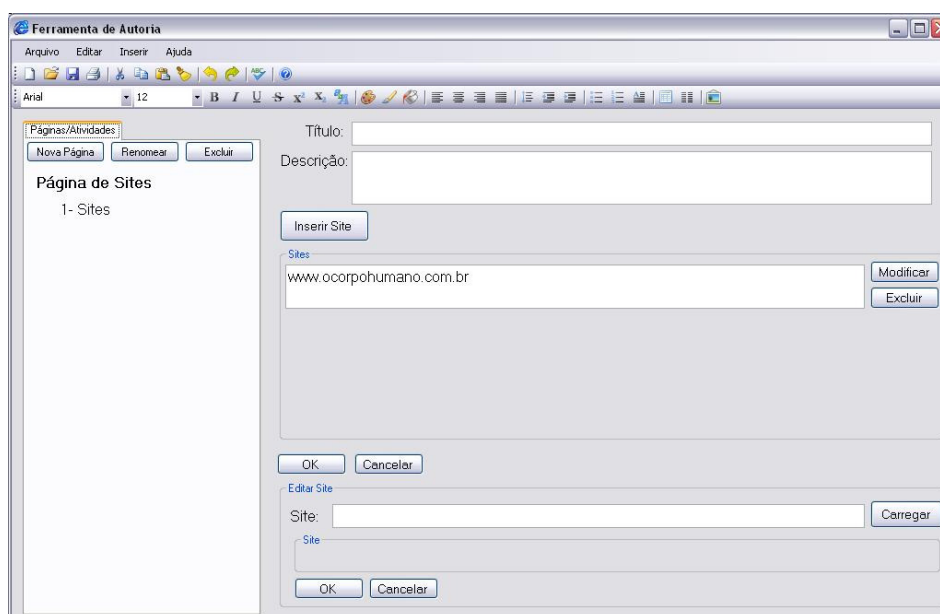 Ferramenta de Autoria
Arquivo Editar Inserir Ajuda
Arial 12 B I U S x² X₂
Páginas/Atividades
Nova Página Renomear Excluir
Página de Sites
1- Sites
Título:
Descrição:
Inserir Site
Sites
www.ocorpohumano.com.br
Modificar
Excluir
OK Cancelar
Editar Site
Site:
Carregar
Site
OK Cancelar